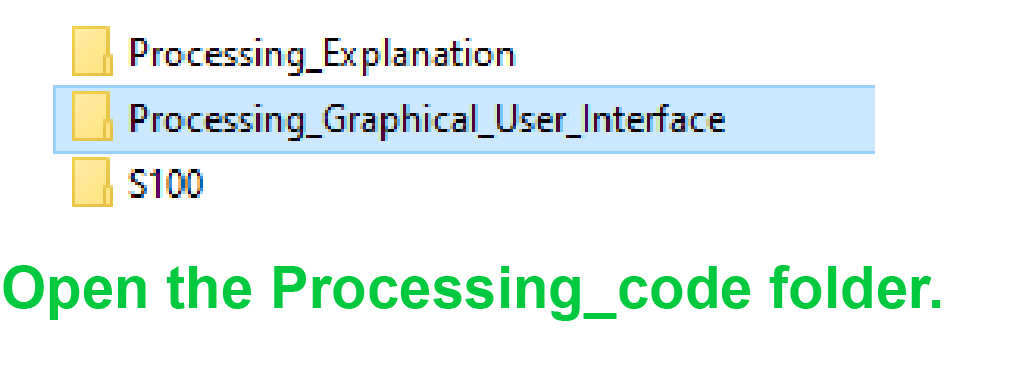 Processing_Explanation
Processing_Graphical_User_Interface
S100
Open the Processing_code folder.